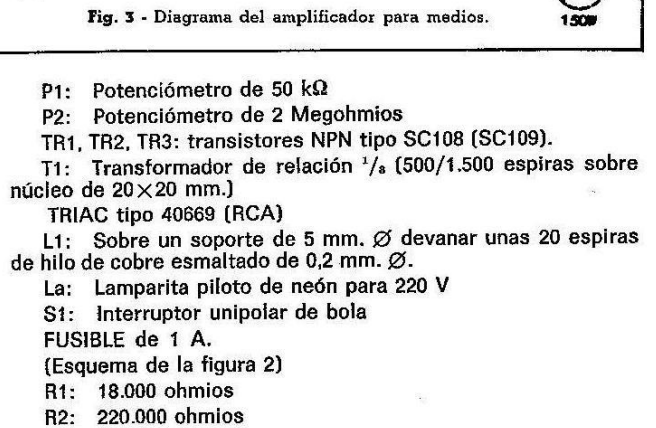 Fig. 3 - Diagrama del amplificador para medios.
150W
P1: Potenciómetro de 50 kΩ
P2: Potenciómetro de 2 Megohmios
TR1, TR2, TR3: transistores NPN tipo SC108 (SC109).
T1: Transformador de relación ¹/₃ (500/1.500 espiras sobre
núcleo de 20×20 mm.)
TRIAC tipo 40669 (RCA)
L1: Sobre un soporte de 5 mm. Ø devanar unas 20 espiras
de hilo de cobre esmaltado de 0,2 mm. Ø.
La: Lamparita piloto de neón para 220 V
S1: Interruptor unipolar de bola
FUSIBLE de 1 A.
(Esquema de la figura 2)
R1: 18.000 ohmios
R2: 220.000 ohmios